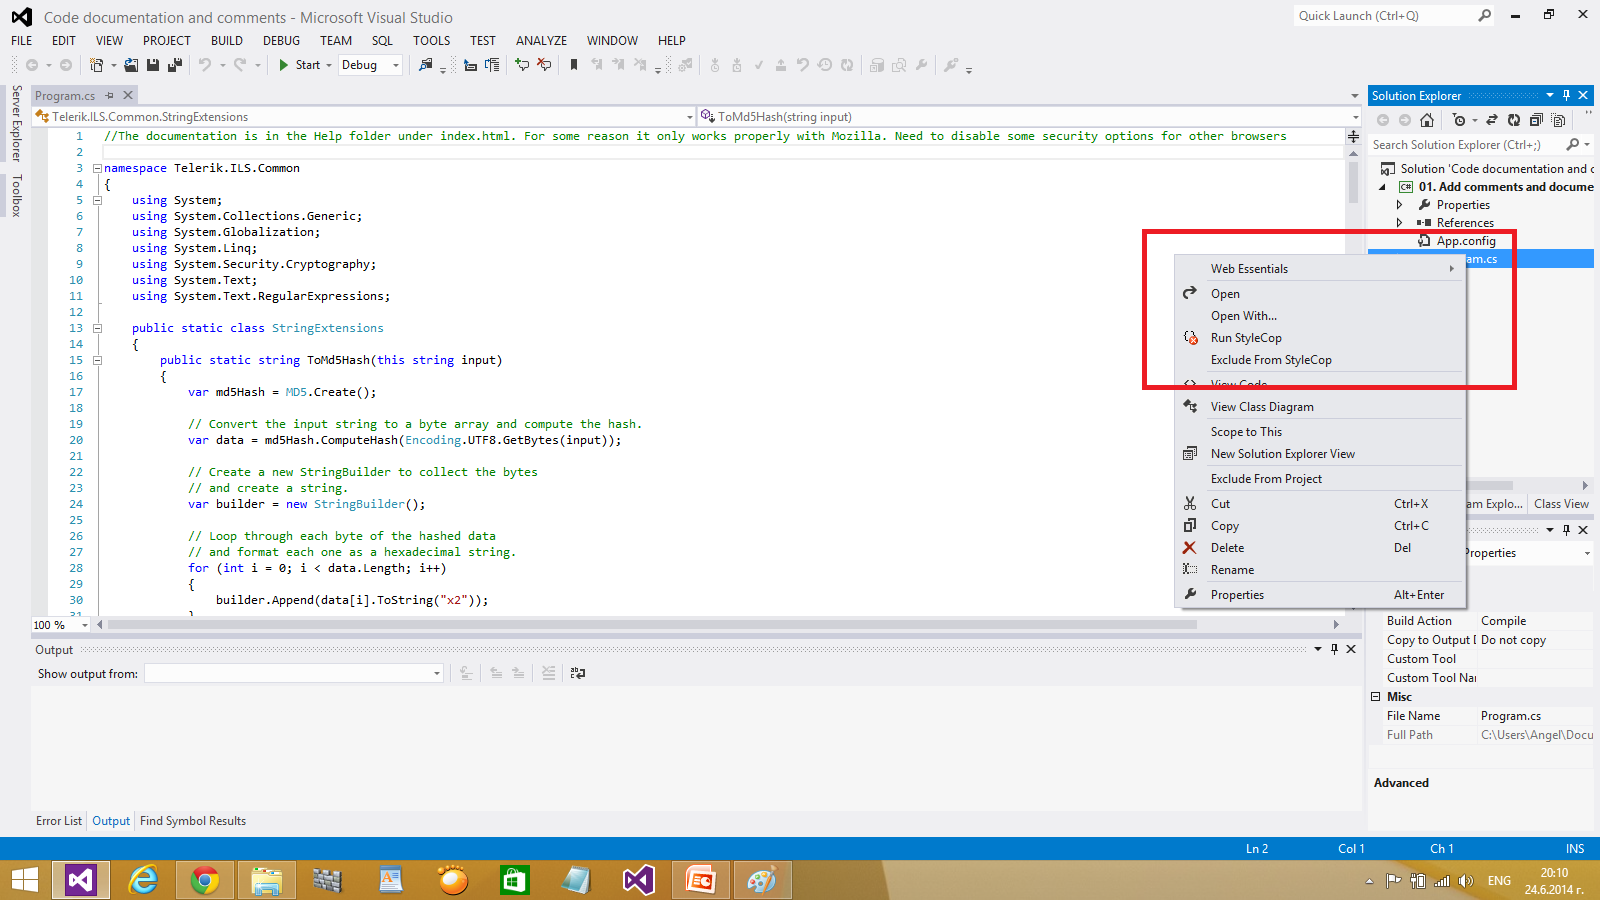 Code documentation and comments - Microsoft Visual Studio
Quick Launch (Ctrl+Q)
FILE EDIT VIEW PROJECT BUILD DEBUG TEAM SQL TOOLS TEST ANALYZE WINDOW HELP
Start Debug
Server Explorer
Toolbox
Program.cs
Telerik.ILS.Common.StringExtensions
ToMd5Hash(string input)
1 //The documentation is in the Help folder under index.html. For some reason it only works properly with Mozilla. Need to disable some security options for other browsers
2
3 namespace Telerik.ILS.Common
4 {
5 using System;
6 using System.Collections.Generic;
7 using System.Globalization;
8 using System.Linq;
9 using System.Security.Cryptography;
10 using System.Text;
11 using System.Text.RegularExpressions;
12
13 public static class StringExtensions
14 {
15 public static string ToMd5Hash(this string input)
16 {
17 var md5Hash = MD5.Create();
18
19 // Convert the input string to a byte array and compute the hash.
20 var data = md5Hash.ComputeHash(Encoding.UTF8.GetBytes(input));
21
22 // Create a new StringBuilder to collect the bytes
23 // and create a string.
24 var builder = new StringBuilder();
25
26 // Loop through each byte of the hashed data
27 // and format each one as a hexadecimal string.
28 for (int i = 0; i < data.Length; i++)
29 {
30 builder.Append(data[i].ToString("x2"));
31 }
100 %
Solution Explorer
Search Solution Explorer (Ctrl+;)
Solution 'Code documentation and c
C# 01. Add comments and docume
Properties
References
App.config
am.cs
Web Essentials
Open
Open With...
Run StyleCop
Exclude From StyleCop
View Code
View Class Diagram
Scope to This
New Solution Explorer View
Exclude From Project
Cut Ctrl+X
Copy Ctrl+C
Delete Del
Rename
Properties Alt+Enter
am Explo... Class View
Properties
Build Action Compile
Copy to Output D Do not copy
Custom Tool
Custom Tool Nai
Misc
File Name Program.cs
Full Path C:\Users\Angel\Docu
Advanced
Output
Show output from:
Error List Output Find Symbol Results
Ln 2 Col 1 Ch 1 INS
ENG
20:10
24.6.2014 г.